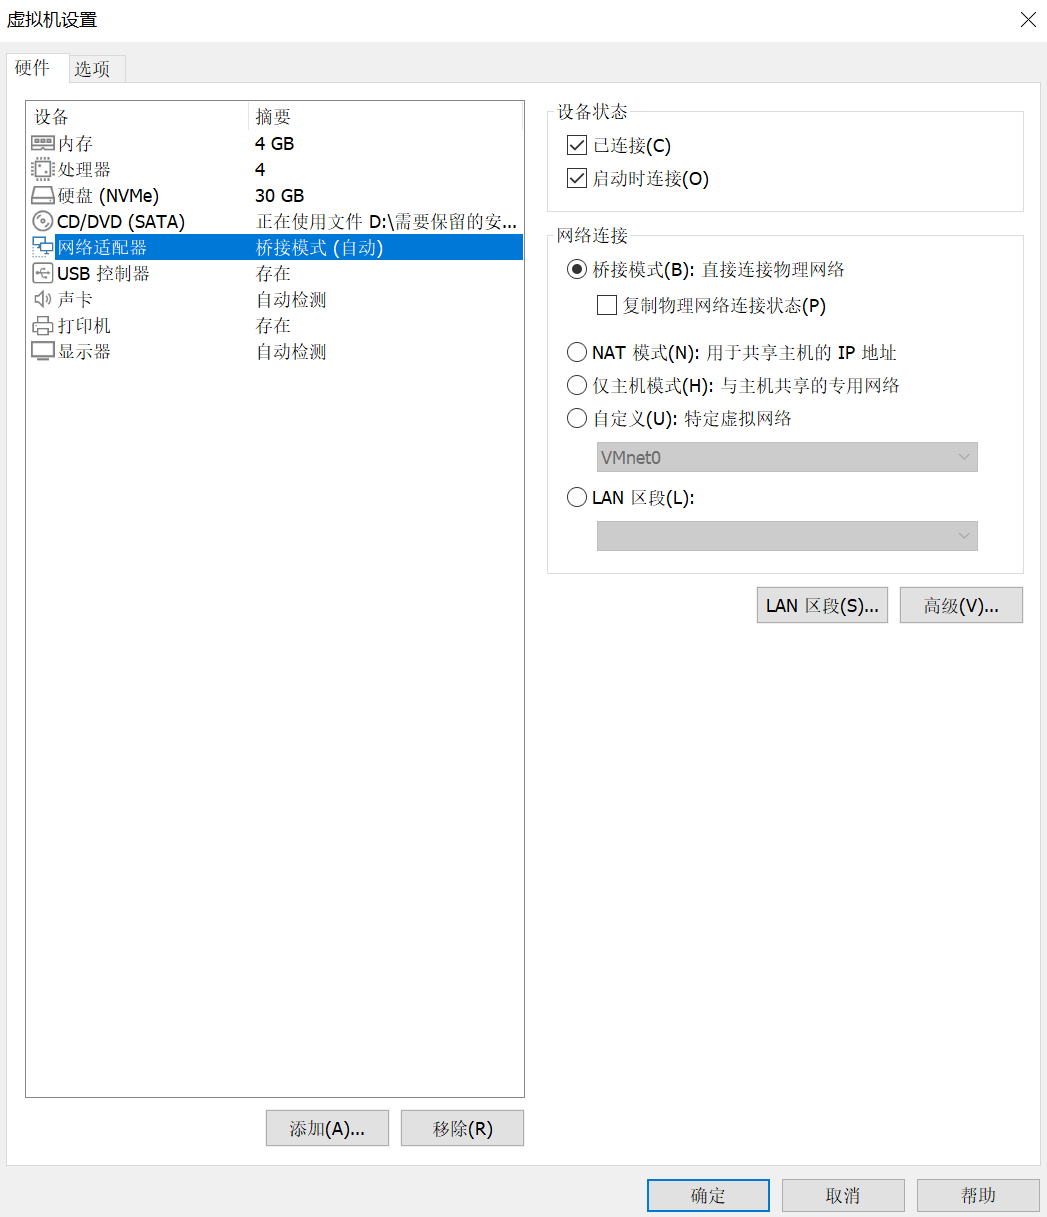 虚拟机设置
硬件 选项
设备 摘要
内存 4 GB
处理器 4
硬盘 (NVMe) 30 GB
CD/DVD (SATA) 正在使用文件 D:\需要保留的安...
网络适配器 桥接模式 (自动)
USB 控制器 存在
声卡 自动检测
打印机 存在
显示器 自动检测
添加(A)... 移除(R)
设备状态
已连接(C)
启动时连接(O)
网络连接
桥接模式(B): 直接连接物理网络
复制物理网络连接状态(P)
NAT 模式(N): 用于共享主机的 IP 地址
仅主机模式(H): 与主机共享的专用网络
自定义(U): 特定虚拟网络
VMnet0
LAN 区段(L):
LAN 区段(S)... 高级(V)...
确定 取消 帮助